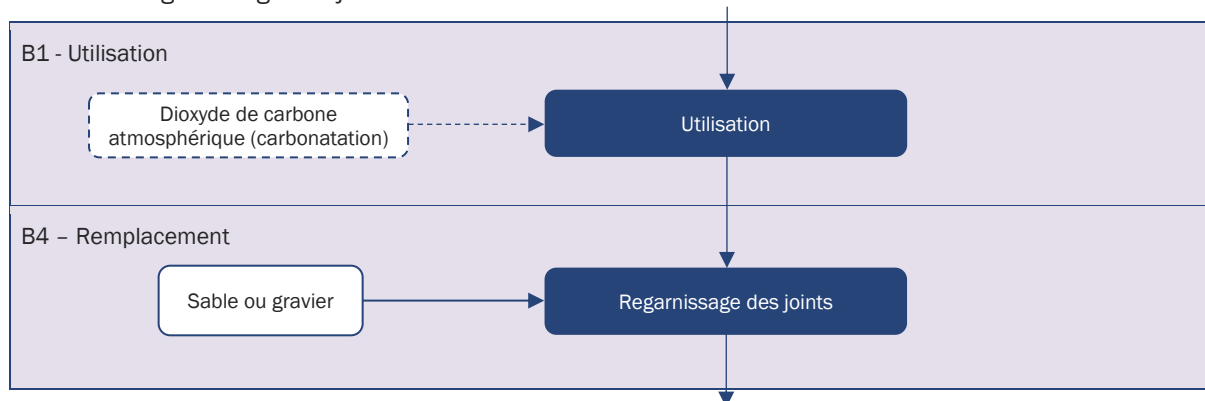 B1 - Utilisation
Dioxyde de carbone
atmosphérique (carbonatation)
Utilisation
B4 – Remplacement
Sable ou gravier
Regarnissage des joints